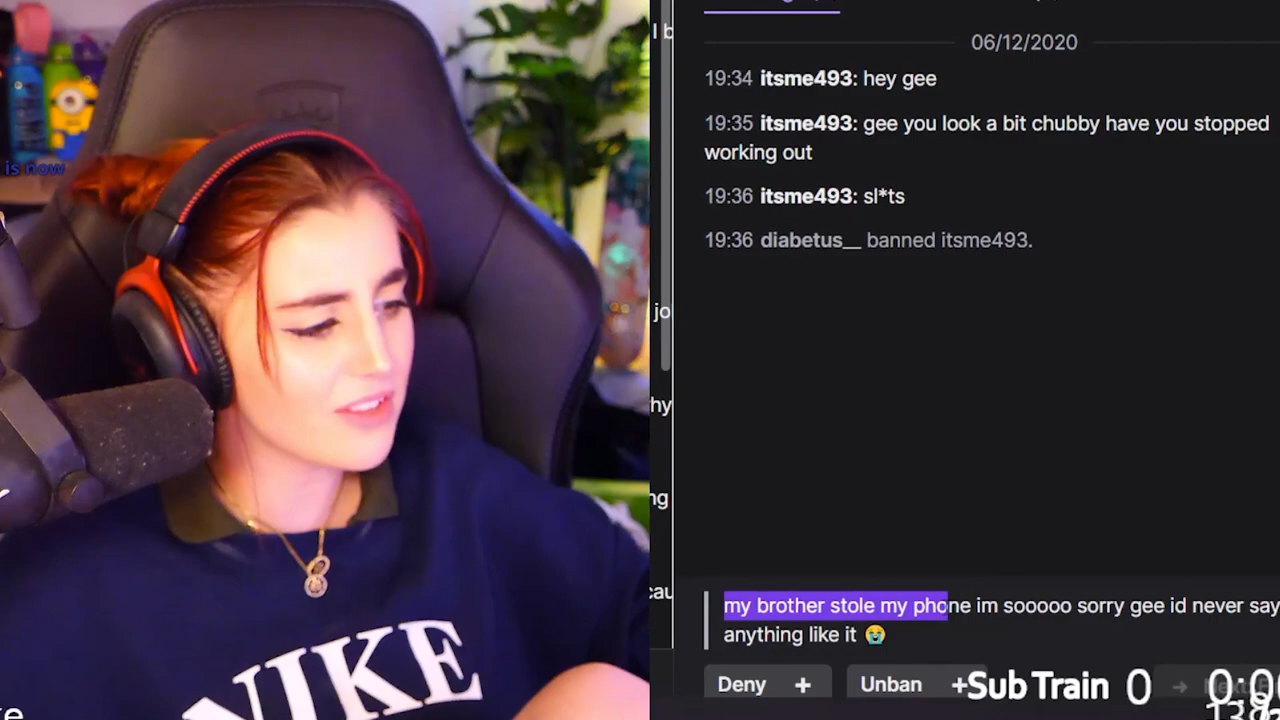 06/12/2020
19:34 itsme493: hey gee
19:35 itsme493: gee you look a bit chubby have you stopped
working out
19:36 itsme493: sl*ts
19:36 diabetus__ banned itsme493.
is now
my brother stole my phone im sooooo sorry gee id never say
anything like it 😭
Deny +
Unban +
Sub Train 0
NIKE